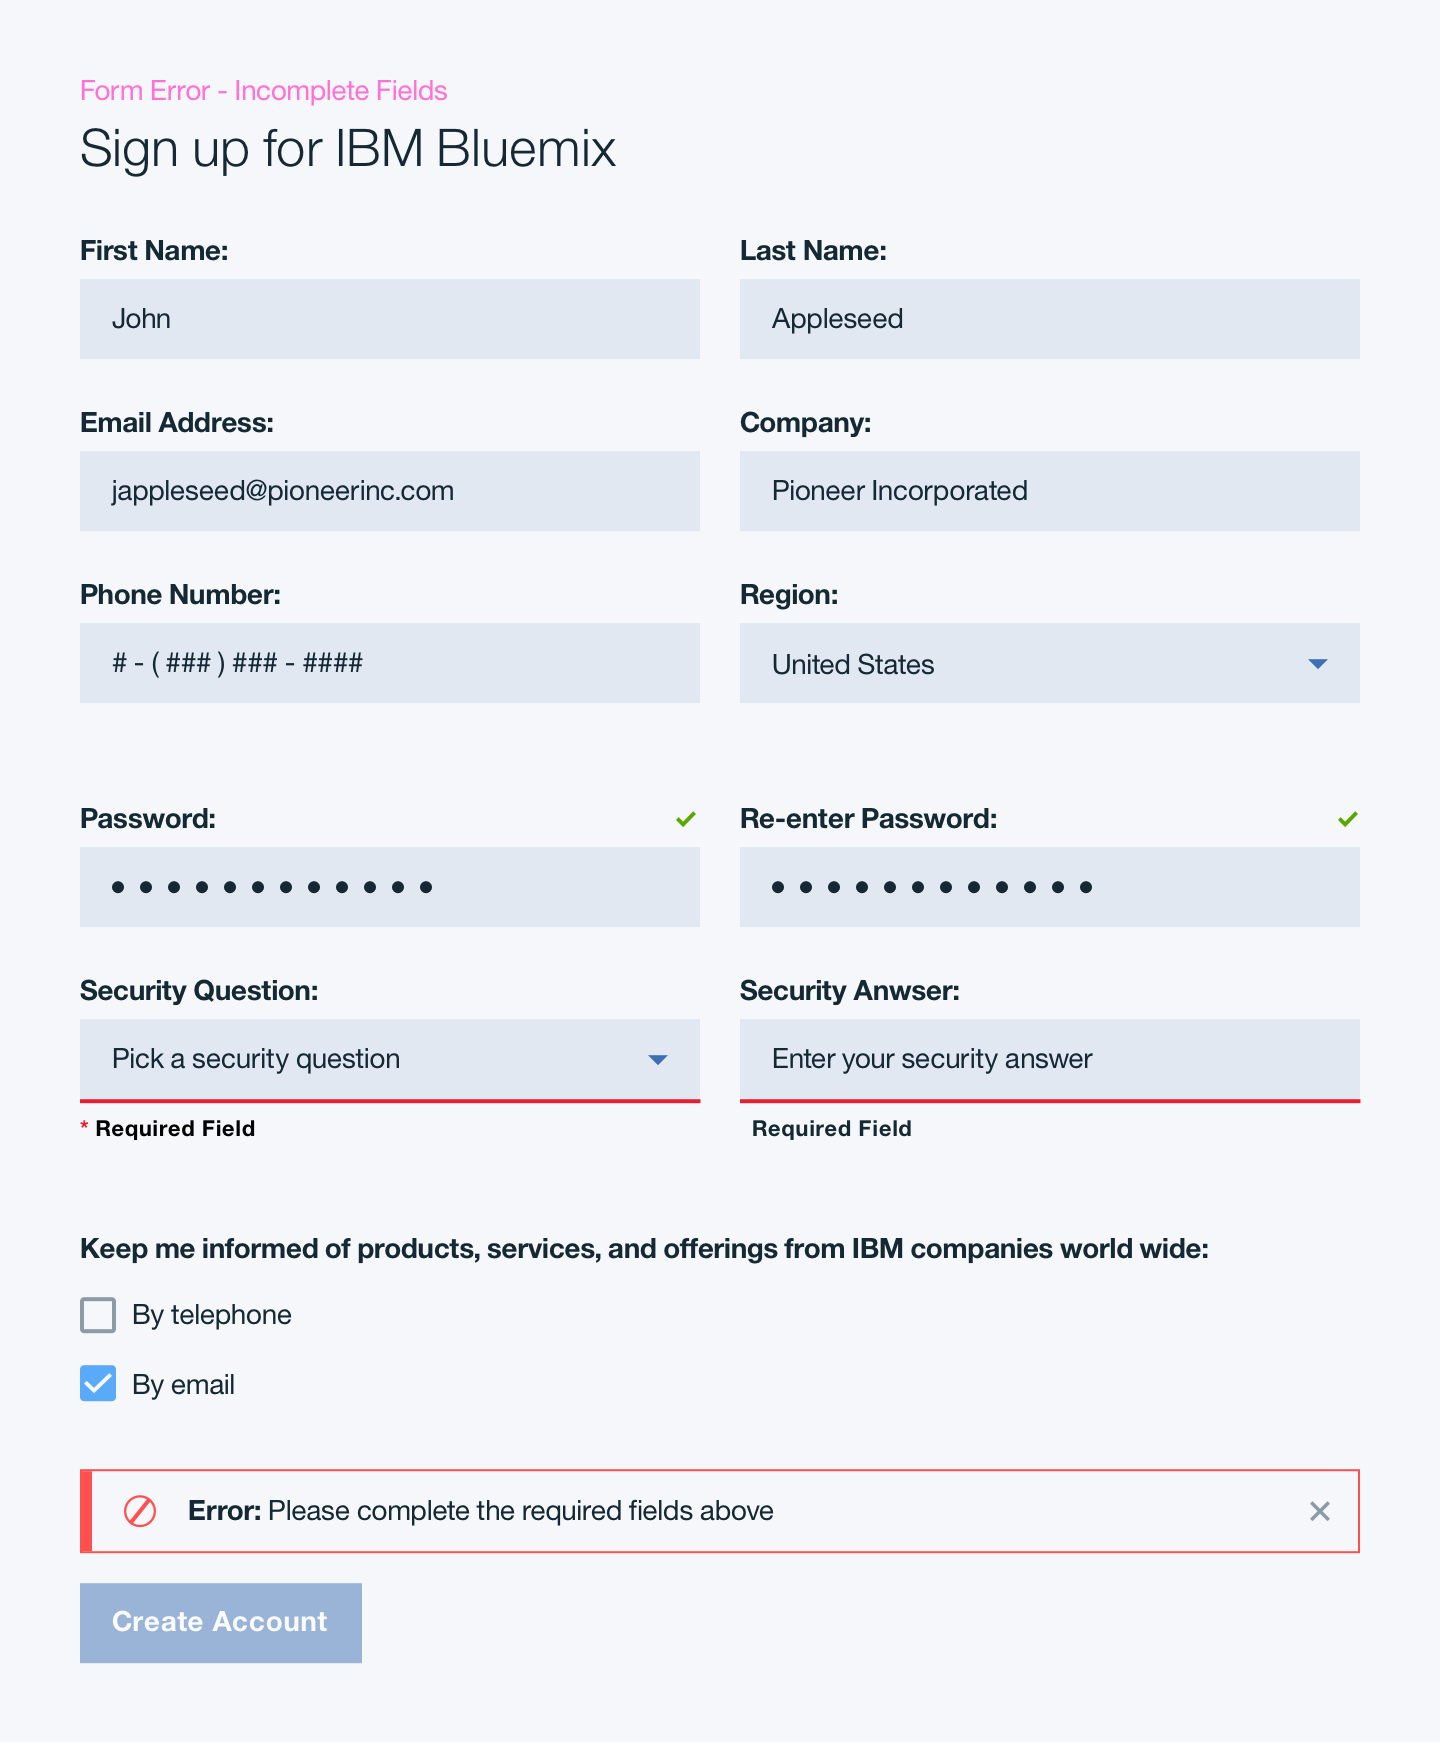 Form Error - Incomplete Fields
Sign up for IBM Bluemix
First Name:
Last Name:
John
Appleseed
Email Address:
Company:
jappleseed@pioneerinc.com
Pioneer Incorporated
Phone Number:
Region:
# - ( ### ) ### - ####
United States
Password:
Re-enter Password:
Security Question:
Security Anwser:
Pick a security question
Enter your security answer
* Required Field
Required Field
Keep me informed of products, services, and offerings from IBM companies world wide:
By telephone
By email
Error: Please complete the required fields above
Create Account